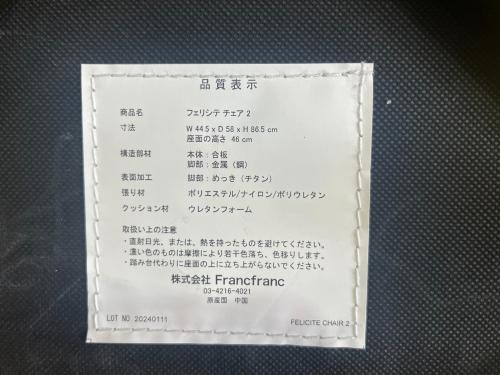 品質表示
商品名 フェリシテ チェア 2
寸法 W 44.5 x D 58 x H 86.5 cm
座面の高さ 46 cm
構造部材 本体：合板
脚部：金属（鋼）
表面加工 脚部：めっき（チタン）
張り材 ポリエステル/ナイロン/ポリウレタン
クッション材 ウレタンフォーム
取扱い上の注意
・直射日光、または、熱を持ったものを避けてください。
・濃い色のものは摩擦により若干色落ち、色移りします。
・踏み台代わりに座面の上に立ち上がらないでください。
株式会社 Francfranc
03-4216-4021
原産国 中国
LOT NO 20240111
FELICITE CHAIR 2